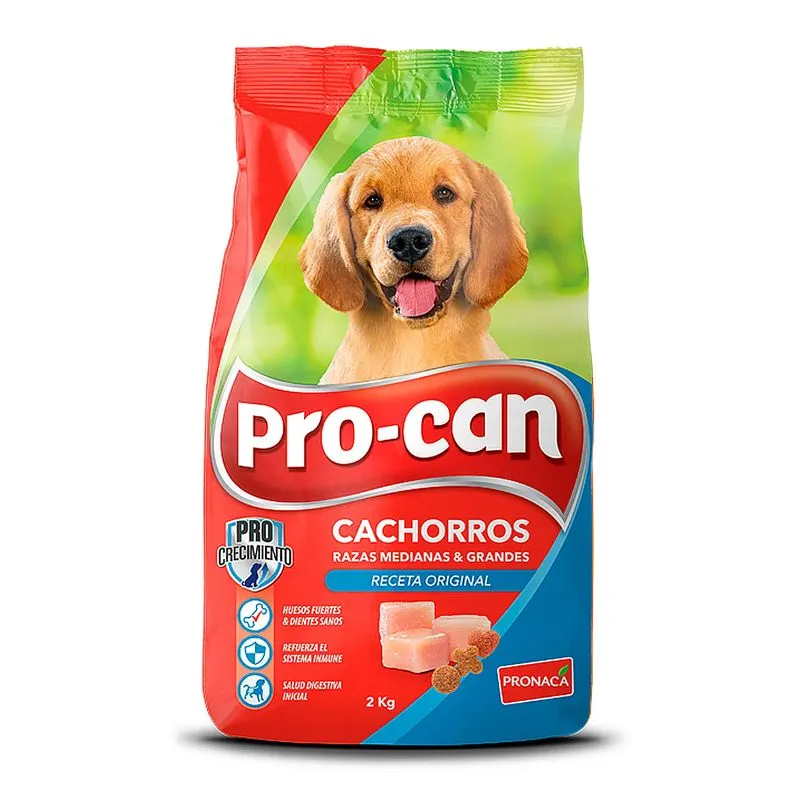 PRO-CAN
CACHORROS
RAZAS MEDIANAS & GRANDES
RECETA ORIGINAL
PRO
CRECIMIENTO
HUESOS FUERTES
& DIENTES SANOS
REFUERZA EL
SISTEMA INMUNE
SALUD DIGESTIVA
INICIAL
2 Kg
PRONACA